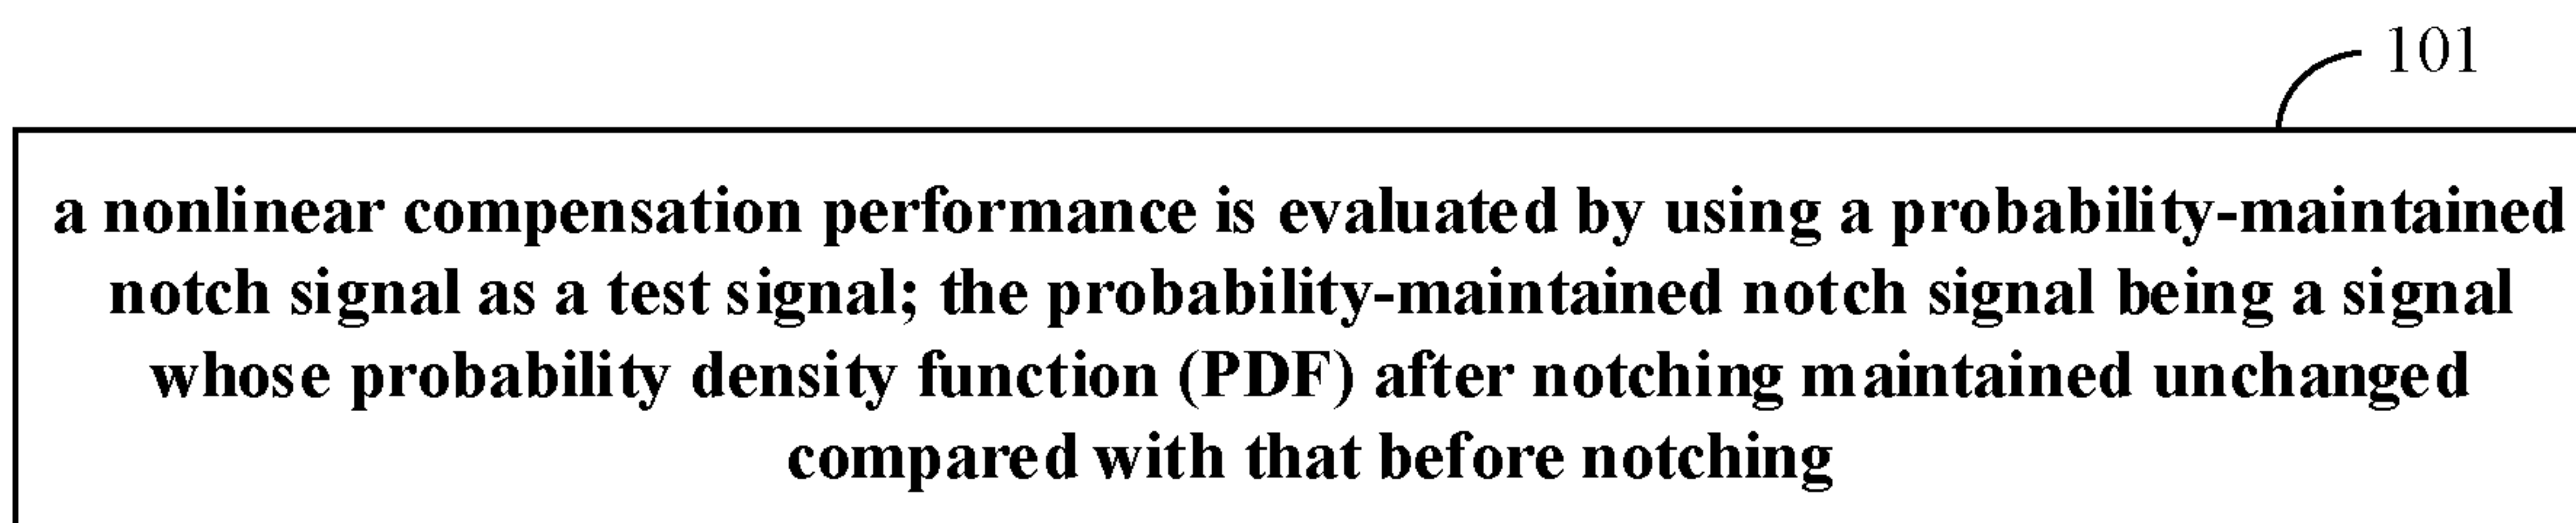 101
a nonlinear compensation performance is evaluated by using a probability-maintained
notch signal as a test signal; the probability-maintained notch signal being a signal
whose probability density function (PDF) after notching maintained unchanged
compared with that before notching